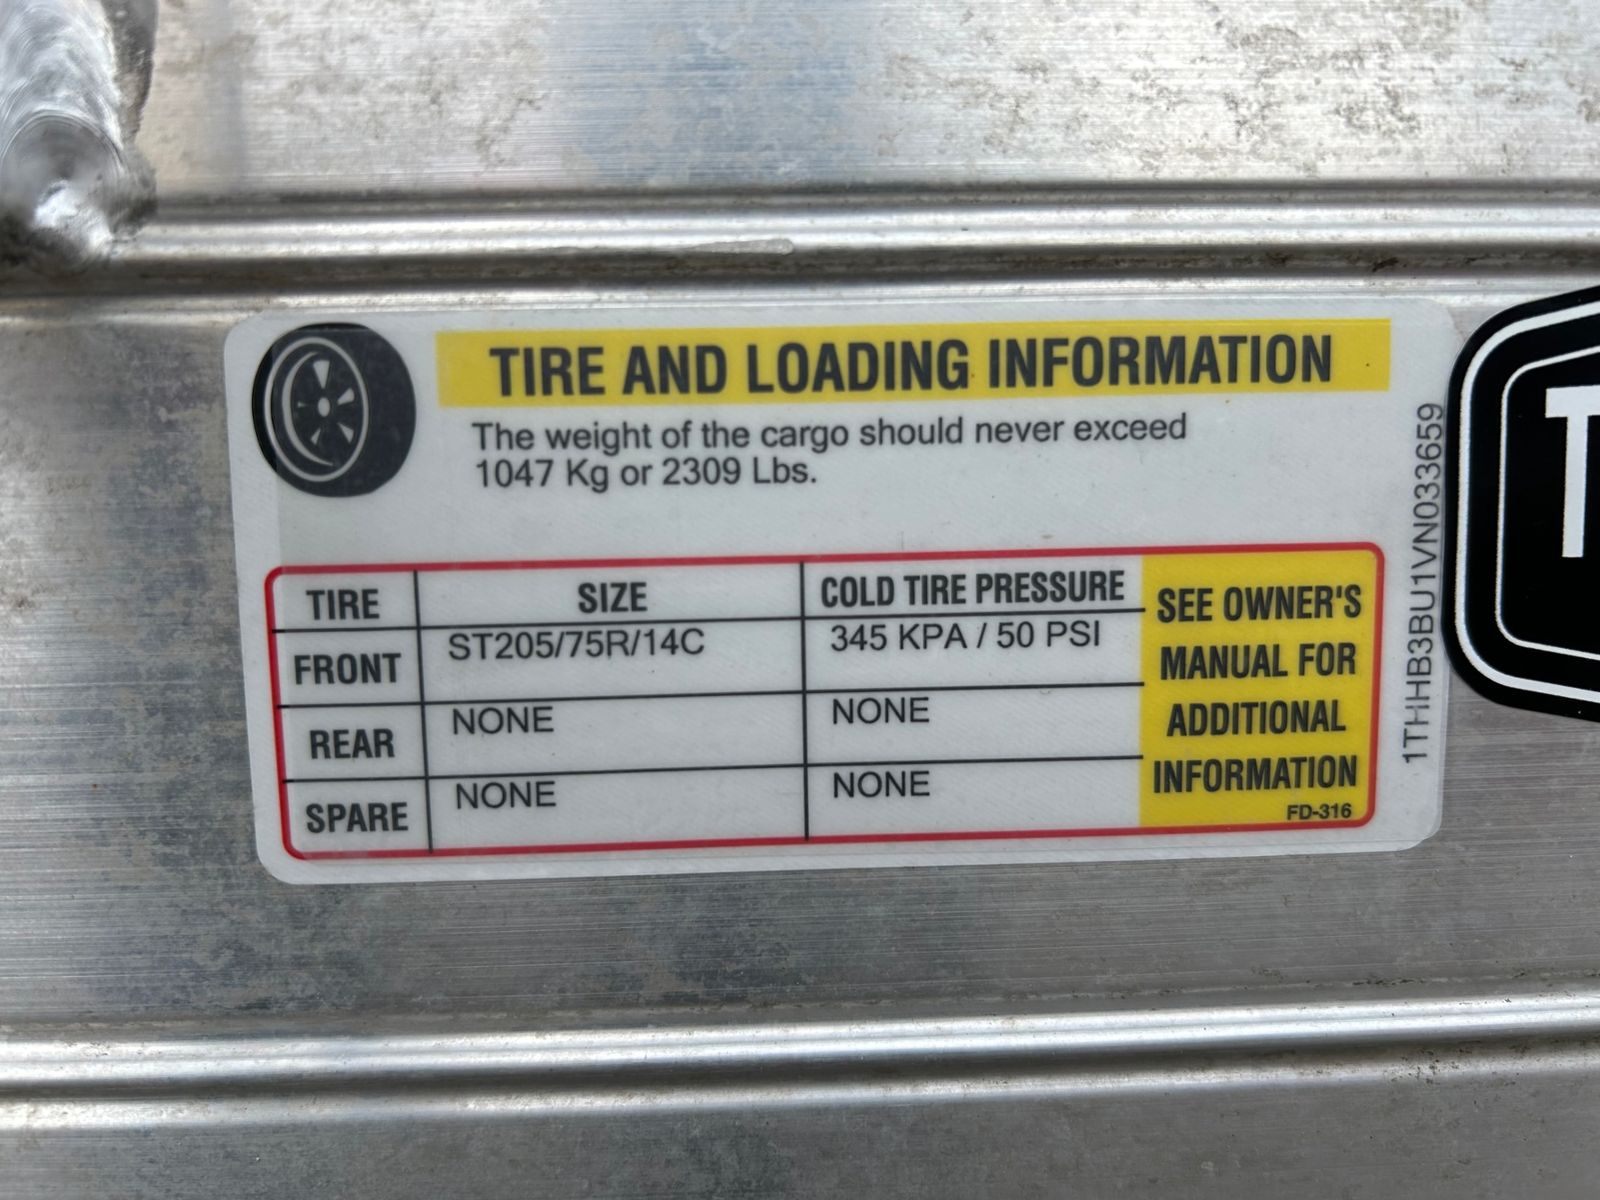 TIRE AND LOADING INFORMATION
The weight of the cargo should never exceed
1047 Kg or 2309 Lbs.
TIRE SIZE COLD TIRE PRESSURE
FRONT ST205/75R/14C 345 KPA / 50 PSI
REAR NONE NONE
SPARE NONE NONE
SEE OWNER'S
MANUAL FOR
ADDITIONAL
INFORMATION
FD-316
1THHB3BU1VN033659
T